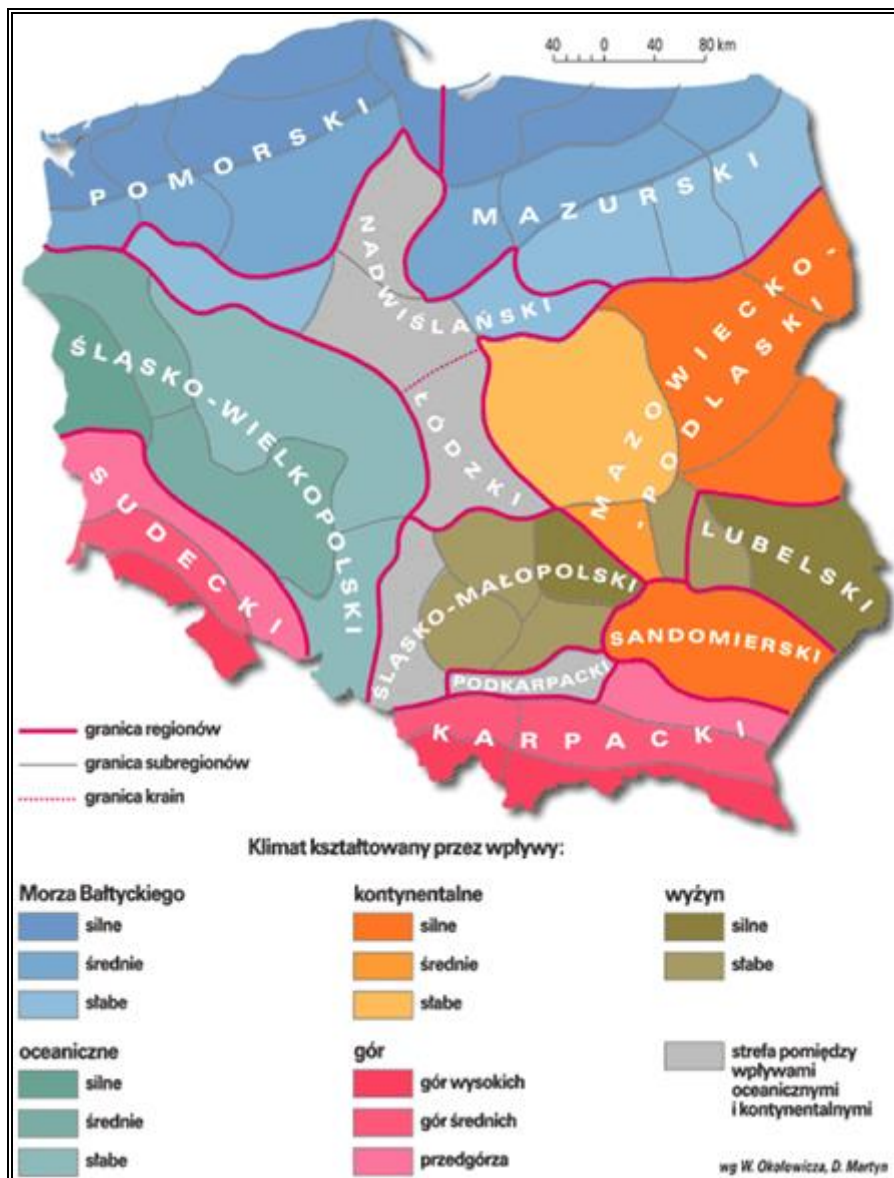 40 0 40 80 km
POMORSKI
MAZURSKI
NADWIŚLAŃSKI
MAZOWIECKO-
-PODLASKI
ŚLĄSKO-WIELKOPOLSKI
ŁÓDZKI
SUDECKI
LUBELSKI
ŚLĄSKO-MAŁOPOLSKI
SANDOMIERSKI
PODKARPACKI
KARPACKI
granica regionów
granica subregionów
granica krain
Klimat kształtowany przez wpływy:
Morza Bałtyckiego
silne
średnie
słabe
kontynentalne
silne
średnie
słabe
wyżyn
silne
słabe
oceaniczne
silne
średnie
słabe
gór
gór wysokich
gór średnich
przedgórza
strefa pomiędzy
wpływami
oceanicznymi
i kontynentalnymi
wg W. Okołowicza, D. Martyn